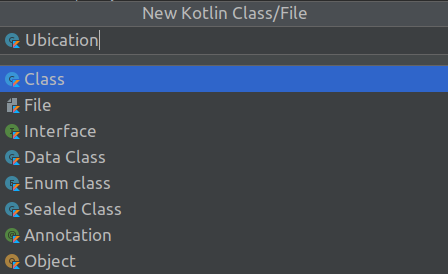 New Kotlin Class/File
Ubication
Class
File
Interface
Data Class
Enum class
Sealed Class
Annotation
Object